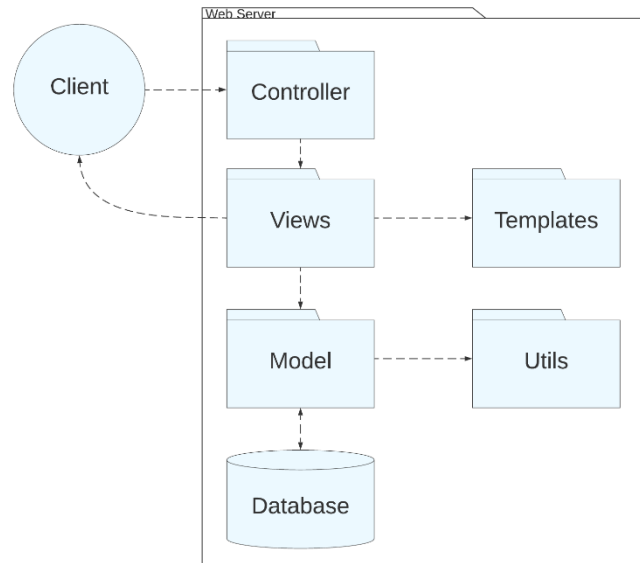 Web Server
Client
Controller
Views
Templates
Model
Utils
Database